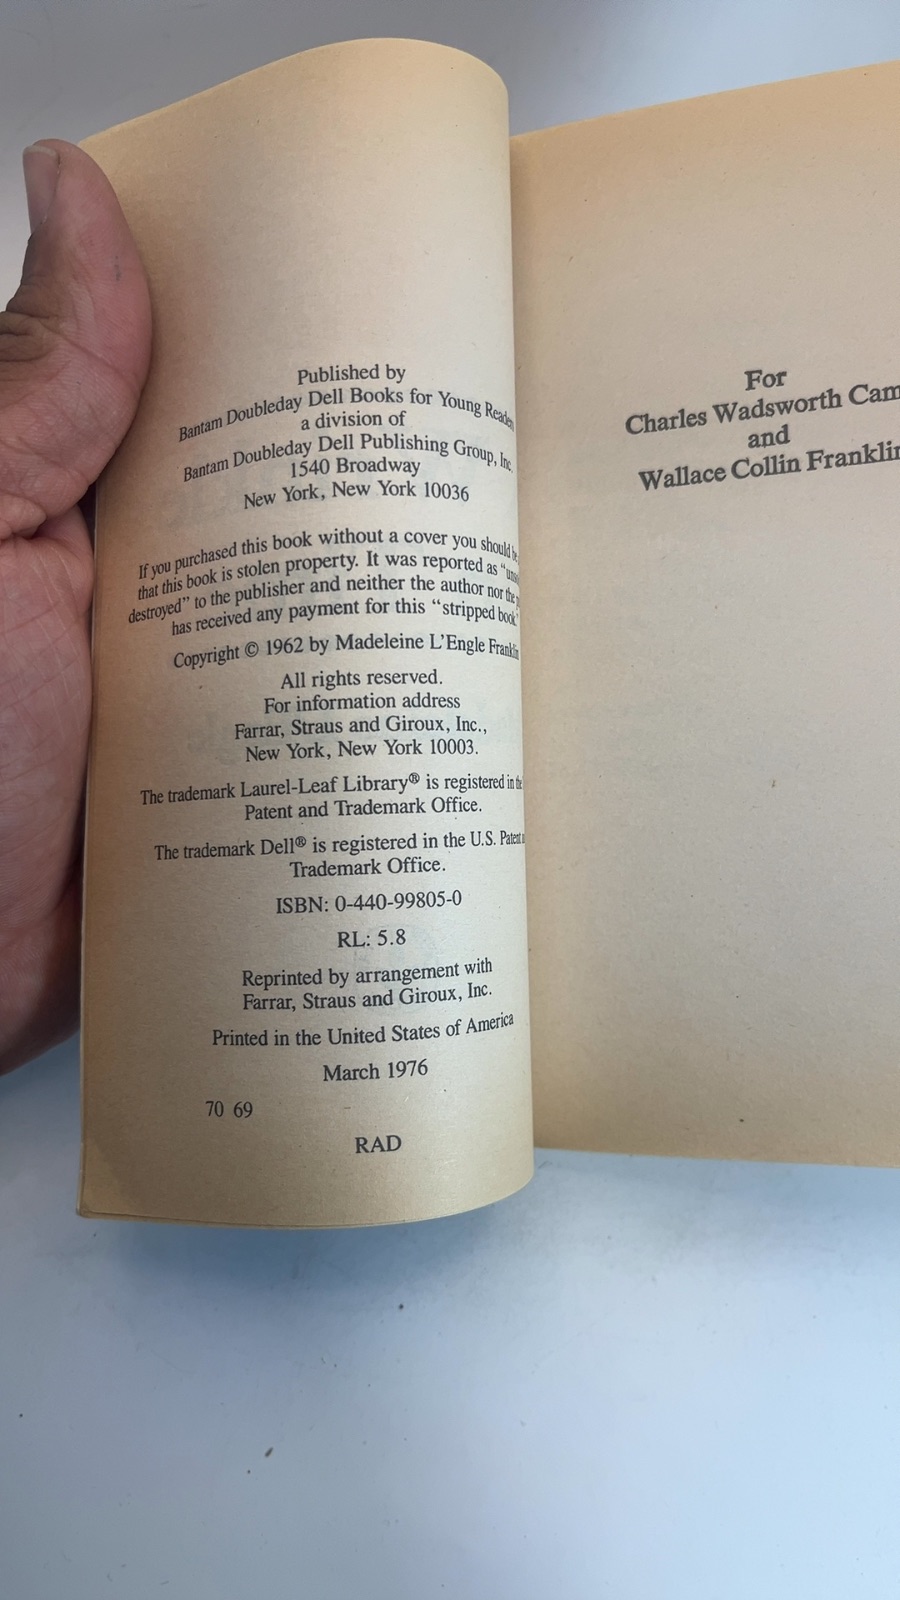 Published by
Bantam Doubleday Dell Books for Young Readers
a division of
Bantam Doubleday Dell Publishing Group, Inc.
1540 Broadway
New York, New York 10036
If you purchased this book without a cover you should be
that this book is stolen property. It was reported as "uns
destroyed" to the publisher and neither the author nor the p
has received any payment for this "stripped book
Copyright © 1962 by Madeleine L'Engle Franklin
All rights reserved.
For information address
Farrar, Straus and Giroux, Inc.,
New York, New York 10003.
The trademark Laurel-Leaf Library® is registered in the
Patent and Trademark Office.
The trademark Dell® is registered in the U.S. Patent
Trademark Office.
ISBN: 0-440-99805-0
RL: 5.8
Reprinted by arrangement with
Farrar, Straus and Giroux, Inc.
Printed in the United States of America
March 1976
70 69
RAD
For
Charles Wadsworth Cam
and
Wallace Collin Franklin